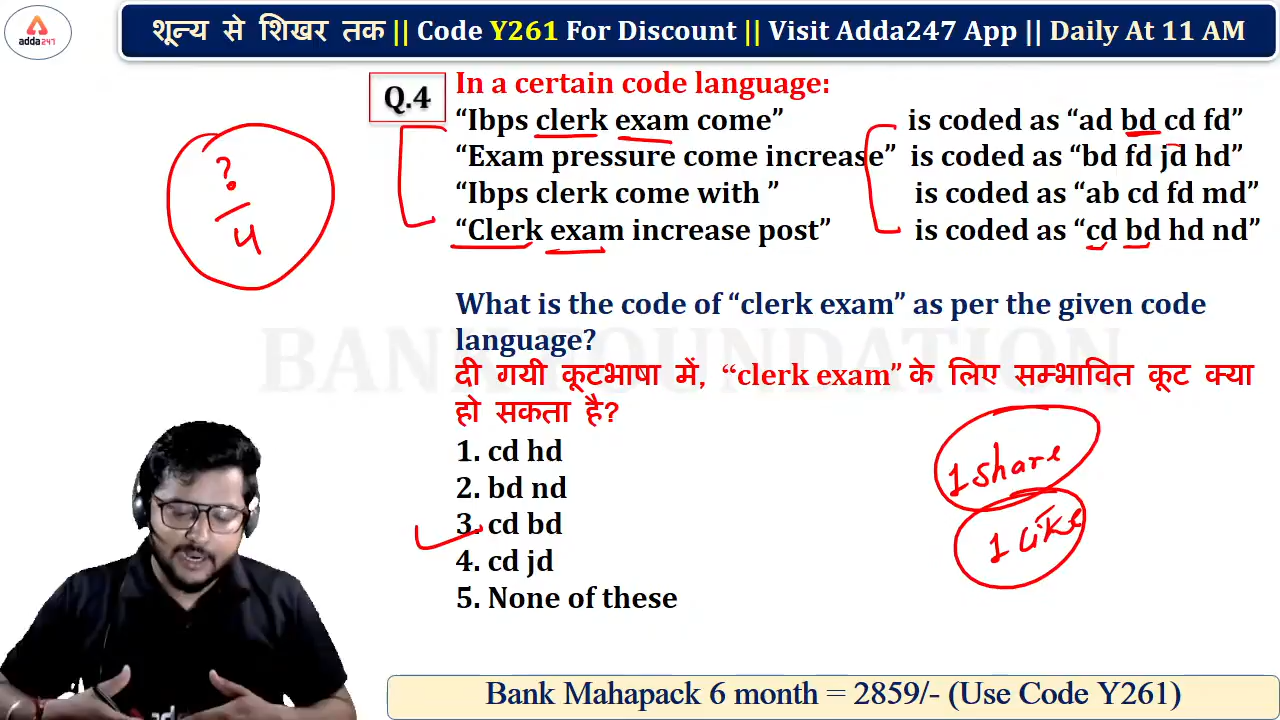 adda247
शून्य से शिखर तक || Code Y261 For Discount || Visit Adda247 App || Daily At 11 AM
Q.4
In a certain code language:
“Ibps clerk exam come” is coded as “ad bd cd fd”
“Exam pressure come increase” is coded as “bd fd jd hd”
“Ibps clerk come with ” is coded as “ab cd fd md”
“Clerk exam increase post” is coded as “cd bd hd nd”
?
4
What is the code of “clerk exam” as per the given code
language?
BANK FOUNDATION
दी गयी कूटभाषा में, “clerk exam” के लिए सम्भावित कूट क्या
हो सकता है?
1. cd hd
2. bd nd
3. cd bd
4. cd jd
5. None of these
1 share
1 like
Bank Mahapack 6 month = 2859/- (Use Code Y261)